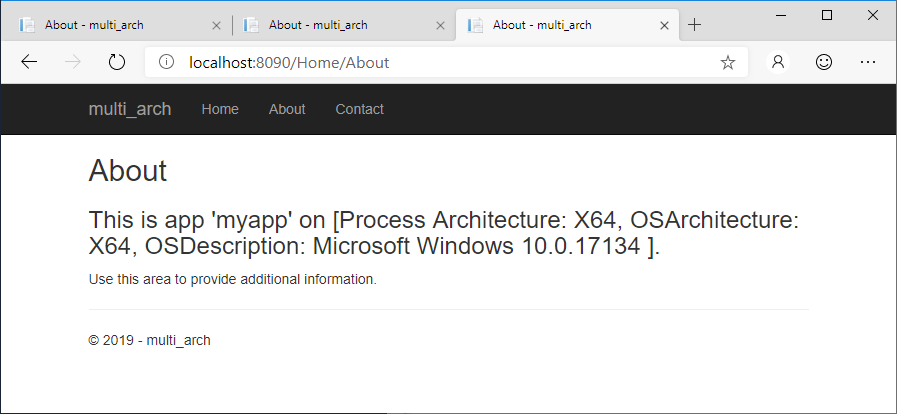 About - multi_arch About - multi_arch About - multi_arch
localhost:8090/Home/About
multi_arch Home About Contact
About
This is app 'myapp' on [Process Architecture: X64, OSArchitecture:
X64, OSDescription: Microsoft Windows 10.0.17134 ].
Use this area to provide additional information.
© 2019 - multi_arch